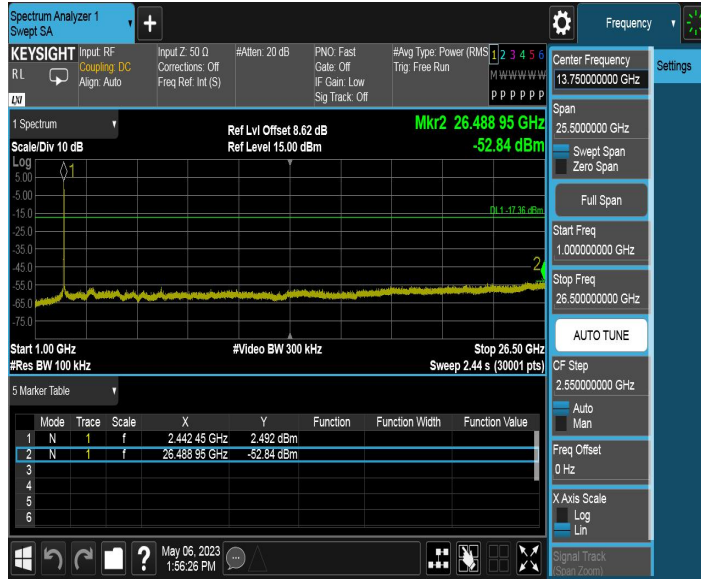 Spectrum Analyzer 1
Swept SA
+
Frequency
KEYSIGHT
RL
LXI
Input: RF
Coupling: DC
Align: Auto
Input Z: 50 Ω
Corrections: Off
Freq Ref: Int (S)
#Atten: 20 dB
PNO: Fast
Gate: Off
IF Gain: Low
Sig Track: Off
#Avg Type: Power (RMS
Trig: Free Run
1 2 3 4 5 6
M W W W W W
P P P P P P
Center Frequency
13.750000000 GHz
Settings
1 Spectrum
Scale/Div 10 dB
Ref Lvl Offset 8.62 dB
Ref Level 15.00 dBm
Mkr2 26.488 95 GHz
-52.84 dBm
Log
5.00
-5.00
-15.0
-25.0
-35.0
-45.0
-55.0
-65.0
-75.0
1
DL1 -17.36 dBm
2
Start 1.00 GHz
#Res BW 100 kHz
#Video BW 300 kHz
Stop 26.50 GHz
Sweep 2.44 s (30001 pts)
Span
25.5000000 GHz
Swept Span
Zero Span
Full Span
Start Freq
1.000000000 GHz
Stop Freq
26.500000000 GHz
AUTO TUNE
CF Step
2.550000000 GHz
Auto
Man
Freq Offset
0 Hz
X Axis Scale
Log
Lin
Signal Track
(Span Zoom)
5 Marker Table
Mode Trace Scale X Y Function Function Width Function Value
1 N 1 f 2.442 45 GHz 2.492 dBm
2 N 1 f 26.488 95 GHz -52.84 dBm
3
4
5
6
?
May 06, 2023
1:56:26 PM